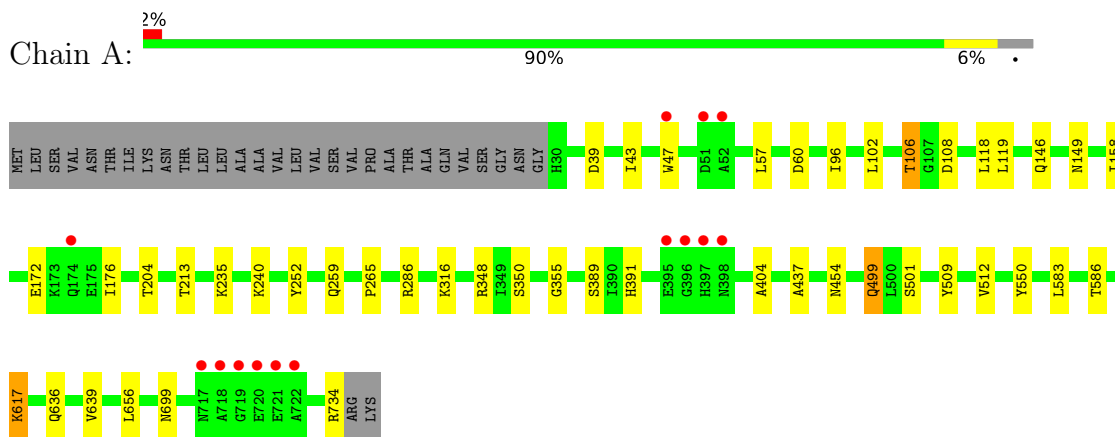 2%
Chain A:
90% 6% •
MET LEU SER VAL ASN THR ILE LYS ASN THR LEU LEU ALA ALA VAL LEU VAL SER VAL PRO ALA THR ALA GLN VAL SER GLY ASN GLY H30 D39 I43 W47 D51 A52 L57 D60 I96 L102 T106 G107 D108 L118 L119 Q146 N149
E172 K173 Q174 E175 I176 T204 T213 K235 K240 Y252 Q259 P265 R286 K316 R348 I349 S350 G355 S389 I390 H391 E395 G396 H397 N398 A404 A437 N454 Q499 L500 S501 Y509 V512 Y550 L583 T586
K617 Q636 V639 L656 N699 N717 A718 G719 E720 E721 A722 R734 ARG LYS